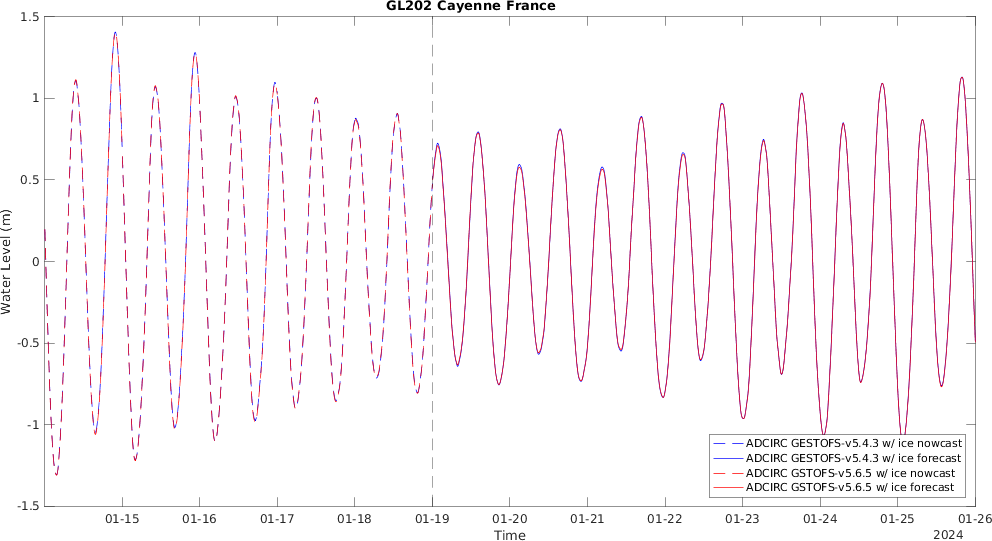 GL202 Cayenne France
Water Level (m)
1.5
1
0.5
0
-0.5
-1
-1.5
ADCIRC GESTOFS-v5.4.3 w/ ice nowcast
ADCIRC GESTOFS-v5.4.3 w/ ice forecast
ADCIRC GSTOFS-v5.6.5 w/ ice nowcast
ADCIRC GSTOFS-v5.6.5 w/ ice forecast
01-15 01-16 01-17 01-18 01-19 01-20 01-21 01-22 01-23 01-24 01-25 01-26
Time
2024